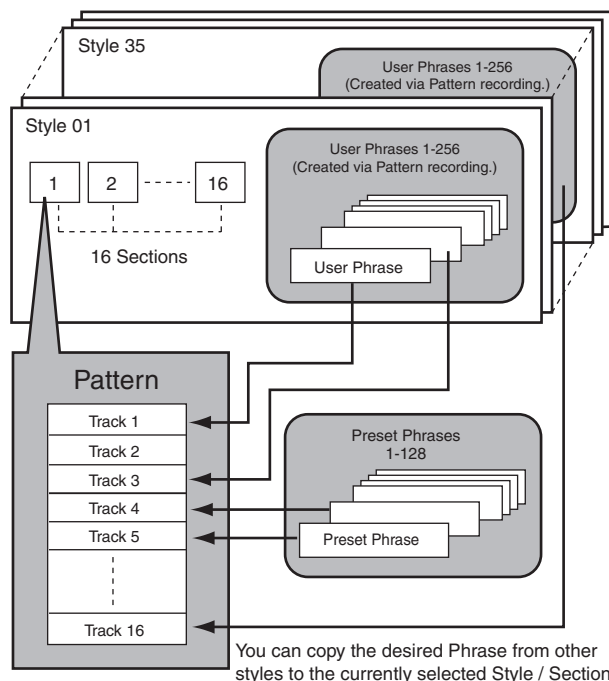 Style 35
User Phrases 1-256
(Created via Pattern recording.)
Style 01
User Phrases 1-256
(Created via Pattern recording.)
1
2
16
16 Sections
User Phrase
Pattern
Track 1
Track 2
Track 3
Track 4
Track 5
Track 16
Preset Phrases
1-128
Preset Phrase
You can copy the desired Phrase from other
styles to the currently selected Style / Section